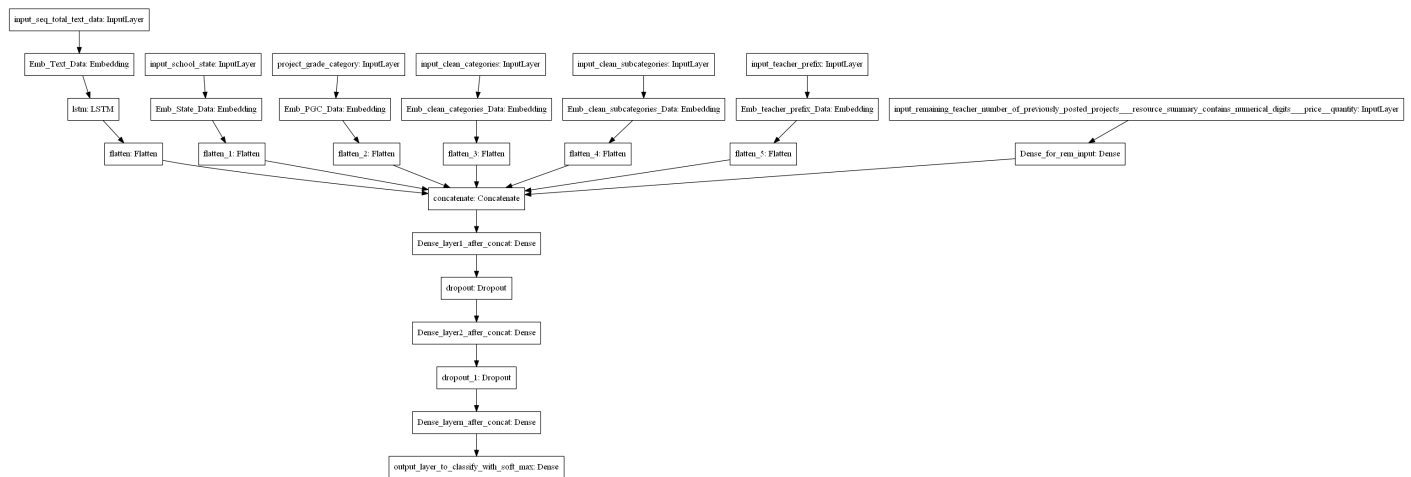 input_seq_total_text_data: InputLayer
Emb_Text_Data: Embedding
input_school_state: InputLayer
project_grade_category: InputLayer
input_clean_categories: InputLayer
input_clean_subcategories: InputLayer
input_teacher_prefix: InputLayer
lstm: LSTM
Emb_State_Data: Embedding
Emb_PGC_Data: Embedding
Emb_clean_categories_Data: Embedding
Emb_clean_subcategories_Data: Embedding
Emb_teacher_prefix_Data: Embedding
input_remaining_teacher_number_of_previously_posted_projects___resource_summary_contains_numerical_digits___price__quantity: InputLayer
flatten: Flatten
flatten_1: Flatten
flatten_2: Flatten
flatten_3: Flatten
flatten_4: Flatten
flatten_5: Flatten
Dense_for_rem_input: Dense
concatenate: Concatenate
Dense_layer1_after_concat: Dense
dropout: Dropout
Dense_layer2_after_concat: Dense
dropout_1: Dropout
Dense_layern_after_concat: Dense
output_layer_to_classify_with_soft_max: Dense